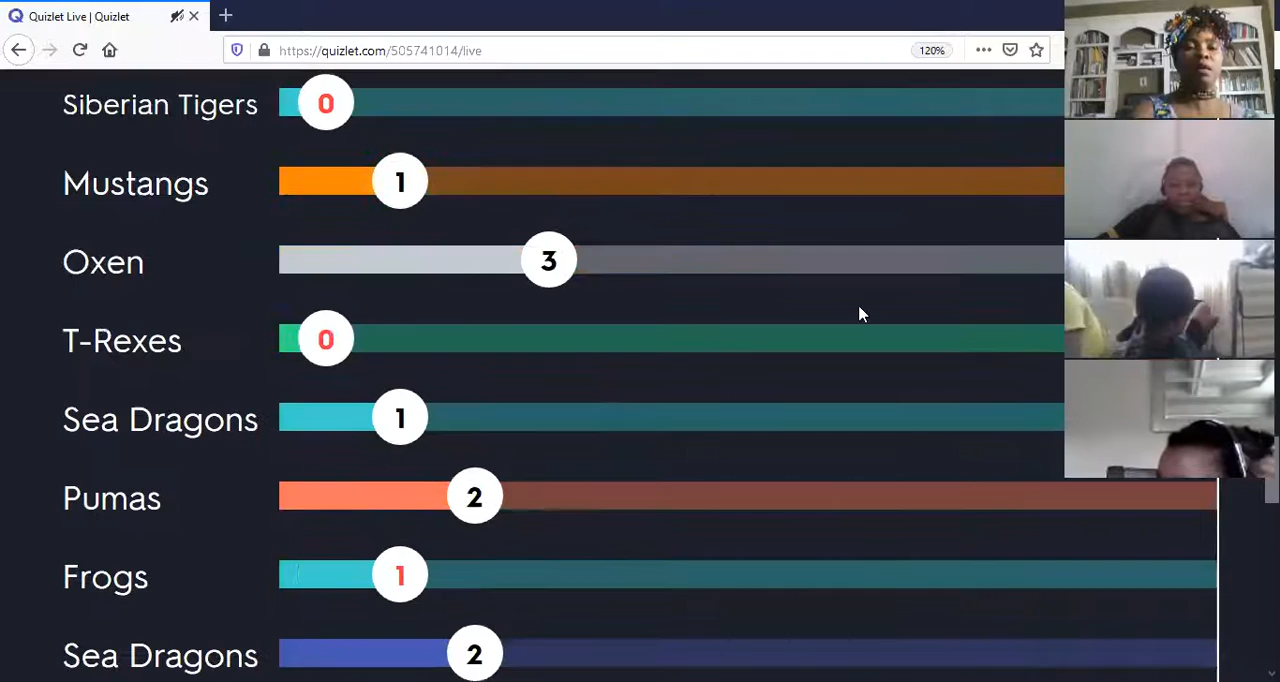 Quizlet Live | Quizlet
https://quizlet.com/505741014/live
120%
Siberian Tigers 0
Mustangs 1
Oxen 3
T-Rexes 0
Sea Dragons 1
Pumas 2
Frogs 1
Sea Dragons 2